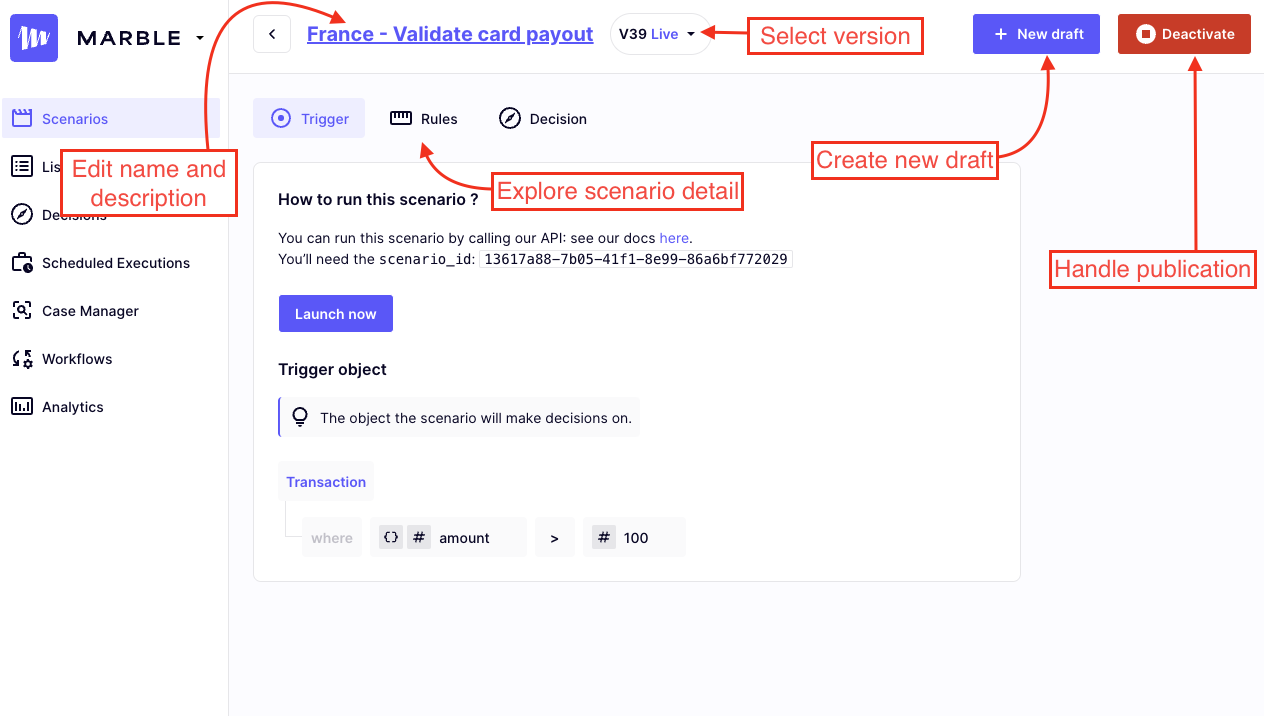 MARBLE
France - Validate card payout
V39 Live
Select version
New draft
Deactivate
Scenarios
Trigger
Rules
Decision
Lis
Edit name and
description
Create new draft
Explore scenario detail
How to run this scenario ?
Decisions
You can run this scenario by calling our API: see our docs here.
You'll need the scenario_id: 13617a88-7b05-41f1-8e99-86a6bf772029
Scheduled Executions
Handle publication
Case Manager
Launch now
Workflows
Trigger object
Analytics
The object the scenario will make decisions on.
Transaction
where {} # amount > # 100